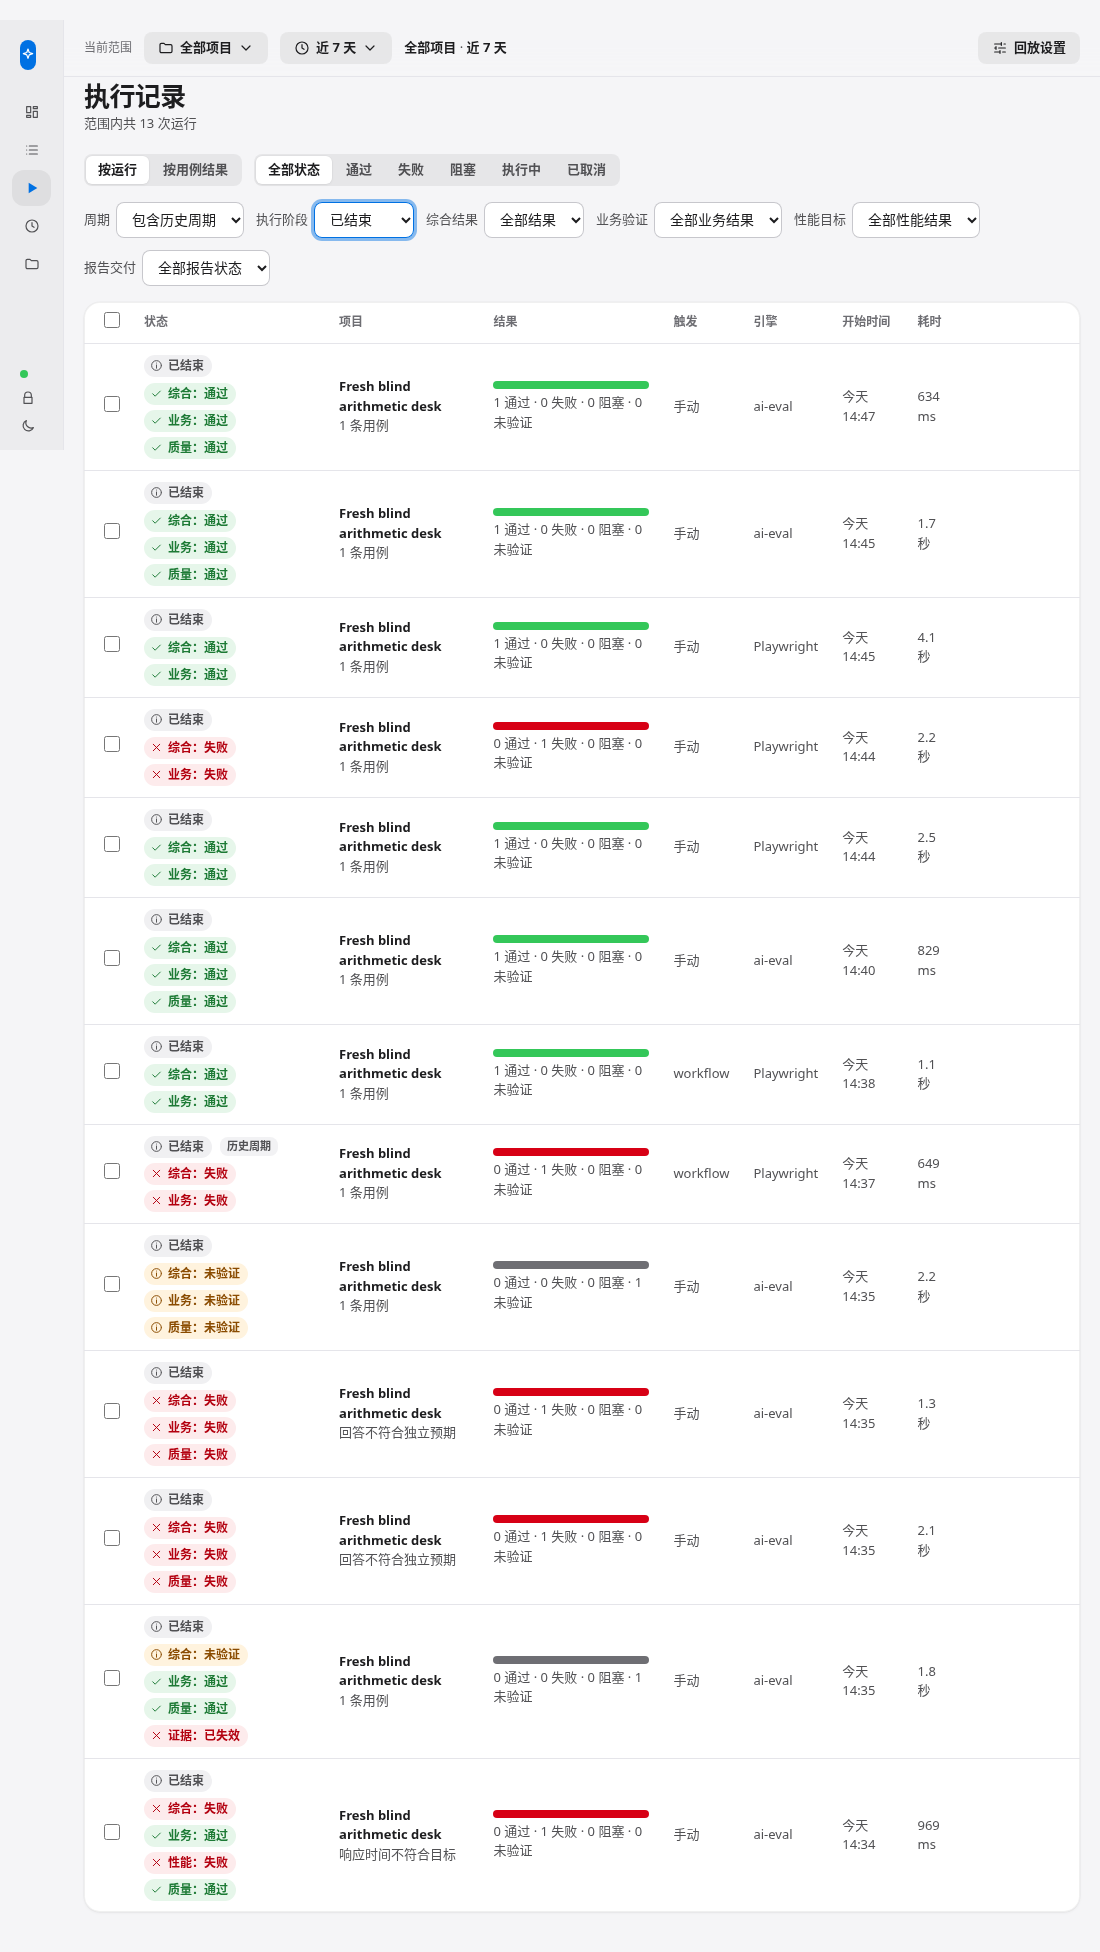 当前范围 全部项目 近 7 天 全部项目 · 近 7 天 回放设置
执行记录
范围内共 13 次运行
按运行 按用例结果 全部状态 通过 失败 阻塞 执行中 已取消
周期 包含历史周期 执行阶段 已结束 综合结果 全部结果 业务验证 全部业务结果 性能目标 全部性能结果
报告交付 全部报告状态
状态 项目 结果 触发 引擎 开始时间 耗时
已结束
综合：通过
业务：通过
质量：通过
Fresh blind
arithmetic desk
1 条用例
1 通过 · 0 失败 · 0 阻塞 · 0
未验证
手动
ai-eval
今天
14:47
634
ms
已结束
综合：通过
业务：通过
质量：通过
Fresh blind
arithmetic desk
1 条用例
1 通过 · 0 失败 · 0 阻塞 · 0
未验证
手动
ai-eval
今天
14:45
1.7
秒
已结束
综合：通过
业务：通过
Fresh blind
arithmetic desk
1 条用例
1 通过 · 0 失败 · 0 阻塞 · 0
未验证
手动
Playwright
今天
14:45
4.1
秒
已结束
综合：失败
业务：失败
Fresh blind
arithmetic desk
1 条用例
0 通过 · 1 失败 · 0 阻塞 · 0
未验证
手动
Playwright
今天
14:44
2.2
秒
已结束
综合：通过
业务：通过
Fresh blind
arithmetic desk
1 条用例
1 通过 · 0 失败 · 0 阻塞 · 0
未验证
手动
Playwright
今天
14:44
2.5
秒
已结束
综合：通过
业务：通过
质量：通过
Fresh blind
arithmetic desk
1 条用例
1 通过 · 0 失败 · 0 阻塞 · 0
未验证
手动
ai-eval
今天
14:40
829
ms
已结束
综合：通过
业务：通过
Fresh blind
arithmetic desk
1 条用例
1 通过 · 0 失败 · 0 阻塞 · 0
未验证
workflow
Playwright
今天
14:38
1.1
秒
已结束 历史周期
综合：失败
业务：失败
Fresh blind
arithmetic desk
1 条用例
0 通过 · 1 失败 · 0 阻塞 · 0
未验证
workflow
Playwright
今天
14:37
649
ms
已结束
综合：未验证
业务：未验证
质量：未验证
Fresh blind
arithmetic desk
1 条用例
0 通过 · 0 失败 · 0 阻塞 · 1
未验证
手动
ai-eval
今天
14:35
2.2
秒
已结束
综合：失败
业务：失败
质量：失败
Fresh blind
arithmetic desk
回答不符合独立预期
0 通过 · 1 失败 · 0 阻塞 · 0
未验证
手动
ai-eval
今天
14:35
1.3
秒
已结束
综合：失败
业务：失败
质量：失败
Fresh blind
arithmetic desk
回答不符合独立预期
0 通过 · 1 失败 · 0 阻塞 · 0
未验证
手动
ai-eval
今天
14:35
2.1
秒
已结束
综合：未验证
业务：通过
质量：通过
证据：已失效
Fresh blind
arithmetic desk
1 条用例
0 通过 · 0 失败 · 0 阻塞 · 1
未验证
手动
ai-eval
今天
14:35
1.8
秒
已结束
综合：失败
业务：通过
性能：失败
质量：通过
Fresh blind
arithmetic desk
响应时间不符合目标
0 通过 · 1 失败 · 0 阻塞 · 0
未验证
手动
ai-eval
今天
14:34
969
ms